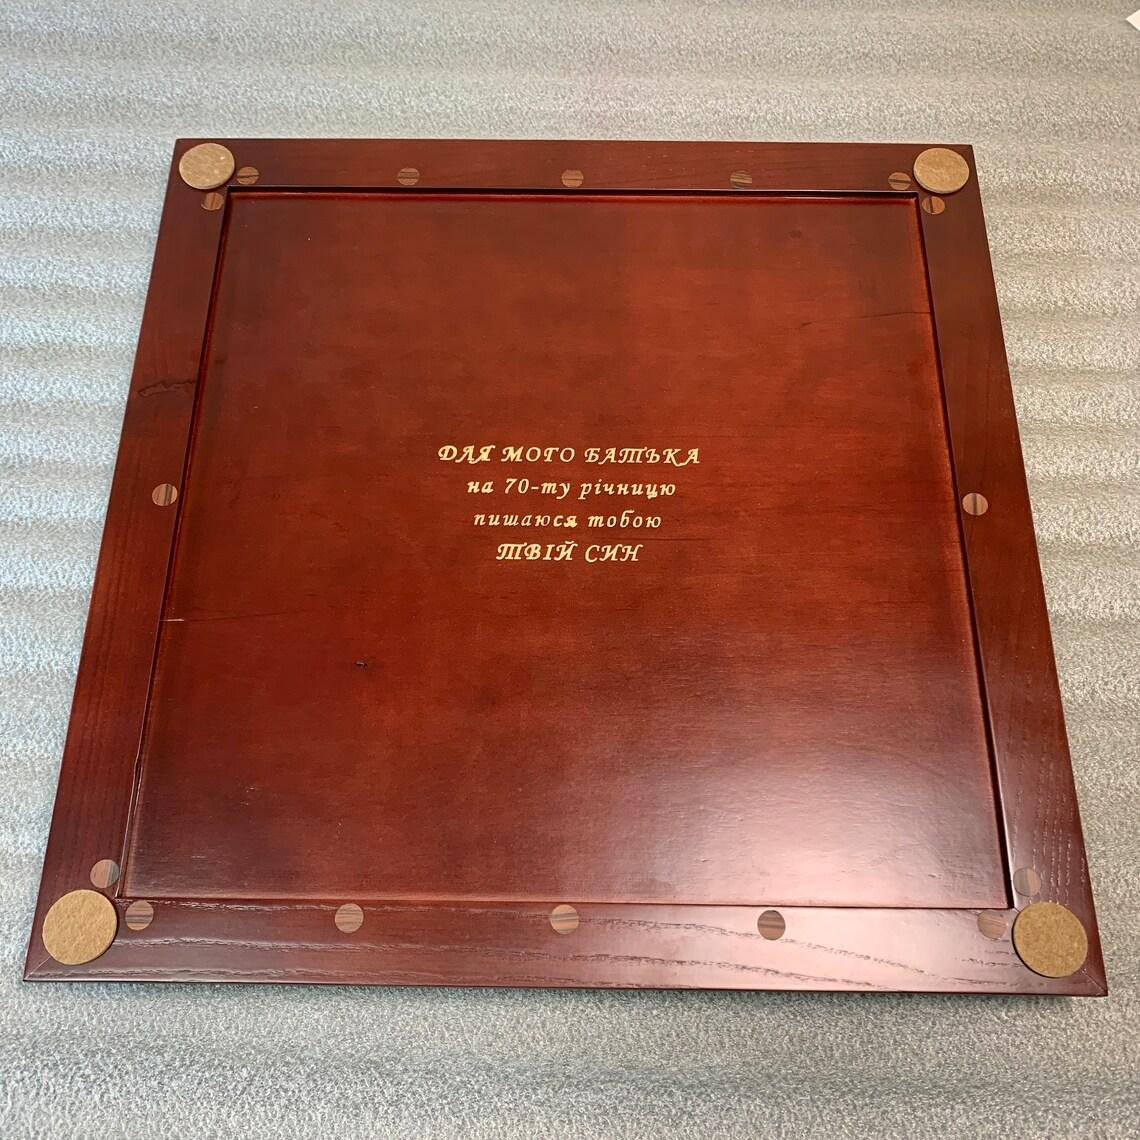 ДЛЯ МОГО БАТЬКА
на 70-ту річницю
пишаюся тобою
ТВІЙ СИН